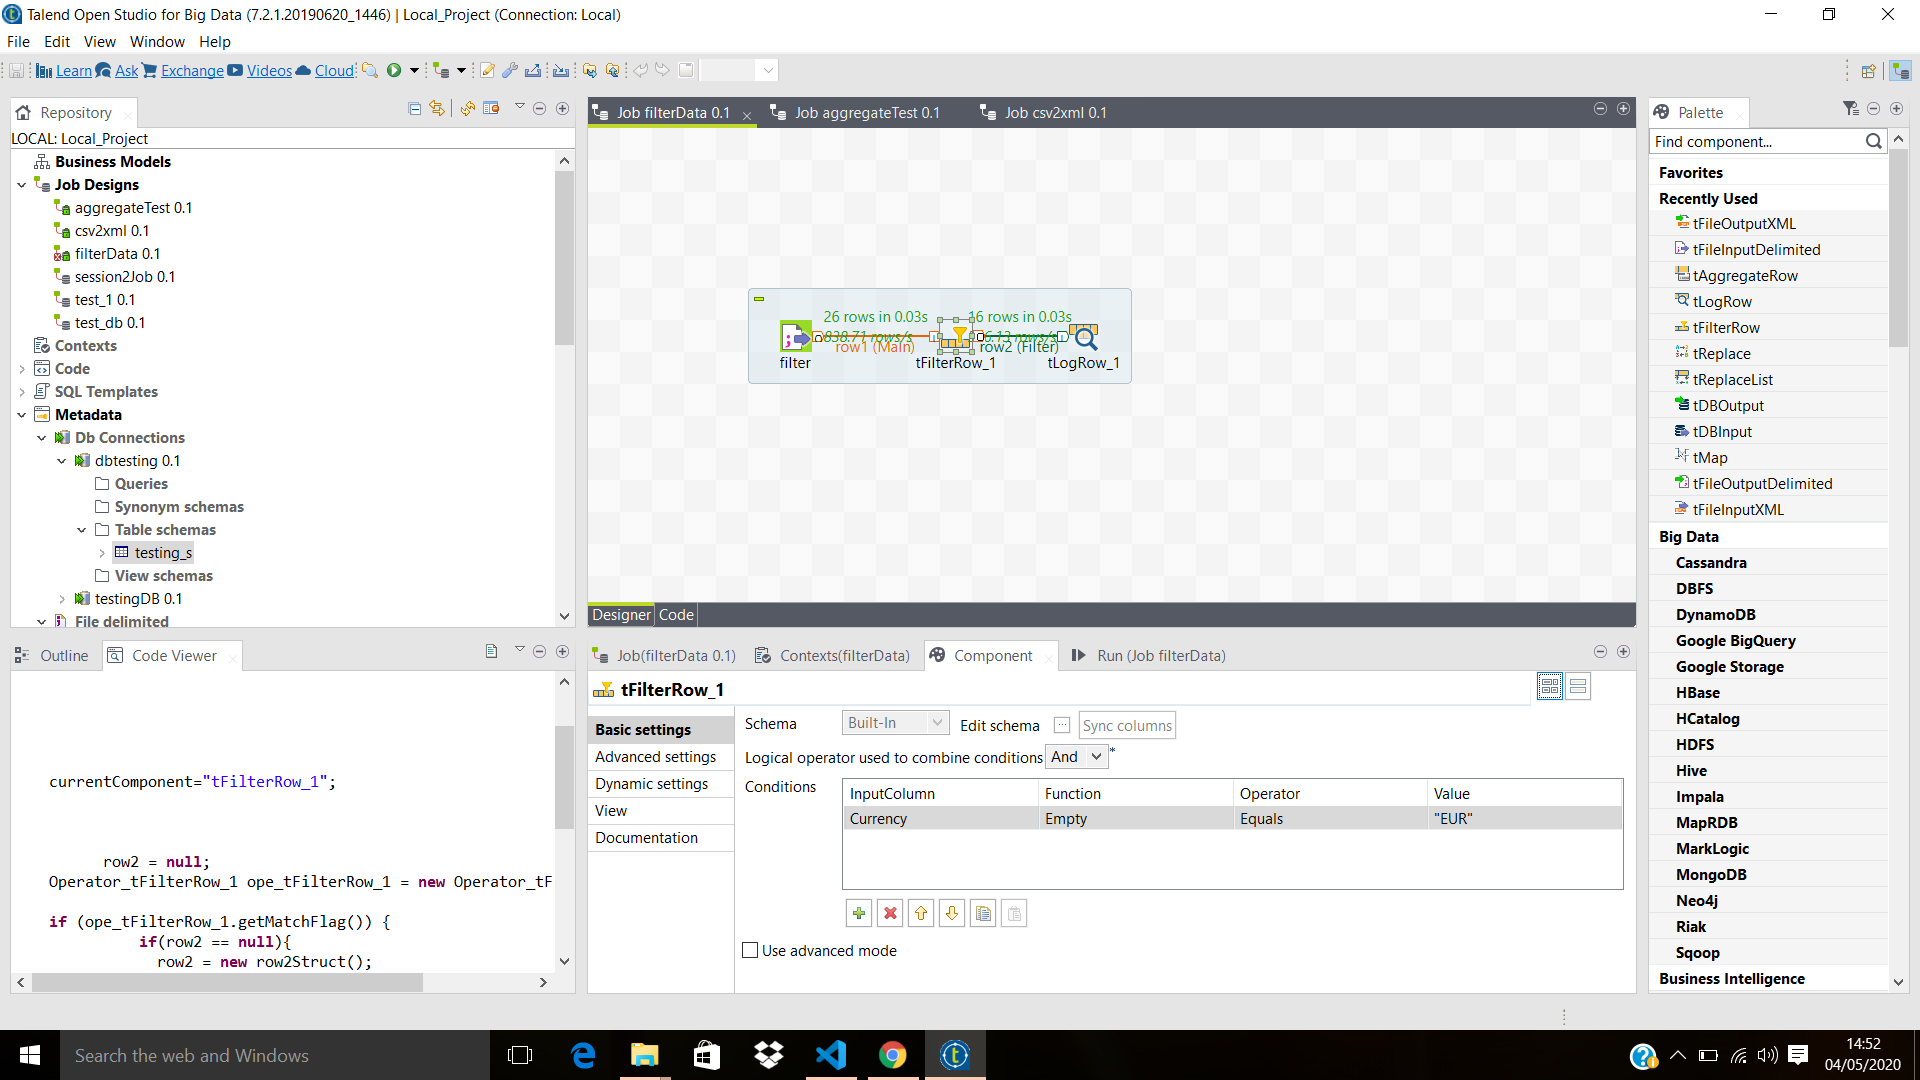 Talend Open Studio for Big Data (7.2.1.20190620_1446) | Local_Project (Connection: Local)
File Edit View Window Help
Learn Ask Exchange Videos Cloud
Repository
LOCAL: Local_Project
Business Models
Job Designs
aggregateTest 0.1
csv2xml 0.1
filterData 0.1
session2Job 0.1
test_1 0.1
test_db 0.1
Contexts
Code
SQL Templates
Metadata
Db Connections
dbtesting 0.1
Queries
Synonym schemas
Table schemas
testing_s
View schemas
testingDB 0.1
File delimited
Job filterData 0.1 Job aggregateTest 0.1 Job csv2xml 0.1
26 rows in 0.03s 16 rows in 0.03s
838.71 rows/s
row1 (Main) row2 (Filter)
filter tFilterRow_1 tLogRow_1
Designer Code
Palette
Find component...
Favorites
Recently Used
tFileOutputXML
tFileInputDelimited
tAggregateRow
tLogRow
tFilterRow
tReplace
tReplaceList
tDBOutput
tDBInput
tMap
tFileOutputDelimited
tFileInputXML
Big Data
Cassandra
DBFS
DynamoDB
Google BigQuery
Google Storage
HBase
HCatalog
HDFS
Hive
Impala
MapRDB
MarkLogic
MongoDB
Neo4j
Riak
Sqoop
Business Intelligence
Outline Code Viewer
currentComponent="tFilterRow_1";
row2 = null;
Operator_tFilterRow_1 ope_tFilterRow_1 = new Operator_tF
if (ope_tFilterRow_1.getMatchFlag()) {
if(row2 == null){
row2 = new row2Struct();
Job(filterData 0.1) Contexts(filterData) Component Run (Job filterData)
tFilterRow_1
Basic settings
Advanced settings
Dynamic settings
View
Documentation
Schema Built-In Edit schema ... Sync columns
Logical operator used to combine conditions And *
Conditions
InputColumn Function Operator Value
Currency Empty Equals "EUR"
Use advanced mode
Search the web and Windows
14:52
04/05/2020